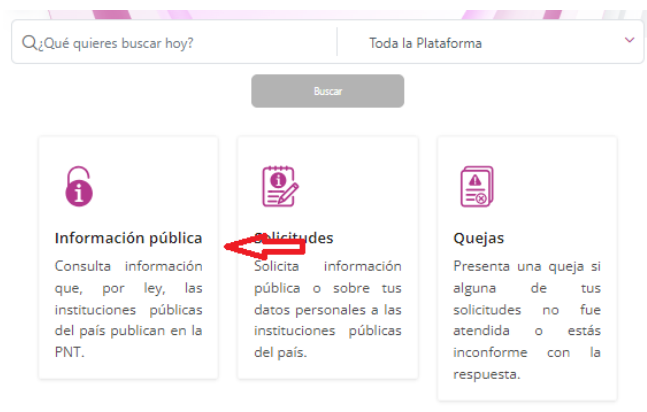 ¿Qué quieres buscar hoy?
Toda la Plataforma
Buscar
Información pública
Consulta información
que, por ley, las
instituciones públicas
del país publican en la
PNT.
Solicitudes
Solicita información
pública o sobre tus
datos personales a las
instituciones públicas
del país.
Quejas
Presenta una queja si
alguna de tus
solicitudes no fue
atendida o estás
inconforme con la
respuesta.